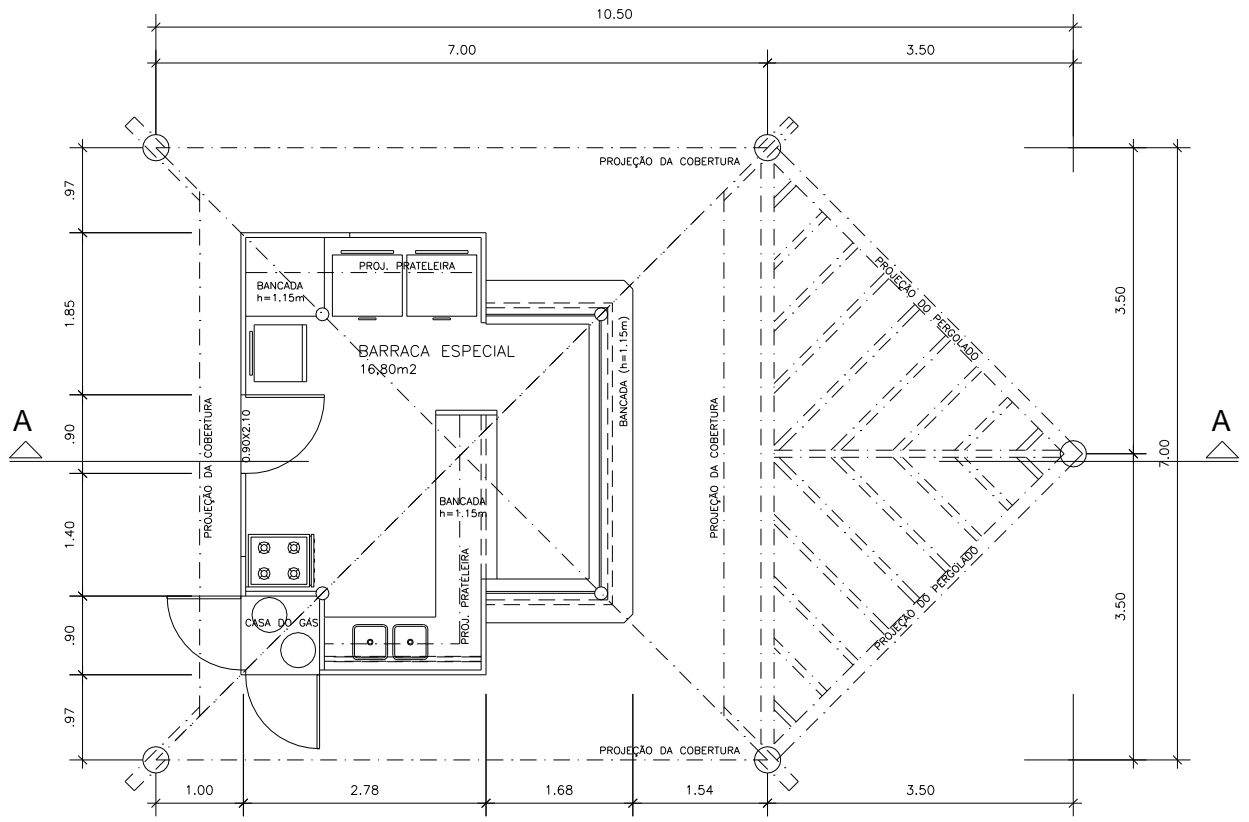 10.50
7.00
3.50
PROJEÇÃO DA COBERTURA
.97
PROJ. PRATELEIRA
BANCADA
h=1.15m
PROJEÇÃO DO PERGOLADO
1.85
3.50
BARRACA ESPECIAL
16.80m2
BANCADA (h=1.15m)
A
.90
0.90X2.10
PROJEÇÃO DA COBERTURA
PROJEÇÃO DA COBERTURA
7.00
A
BANCADA
h=1.15m
1.40
PROJ. PRATELEIRA
PROJEÇÃO DO PERGOLADO
3.50
.90
CASA DO GÁS
.97
PROJEÇÃO DA COBERTURA
1.00
2.78
1.68
1.54
3.50